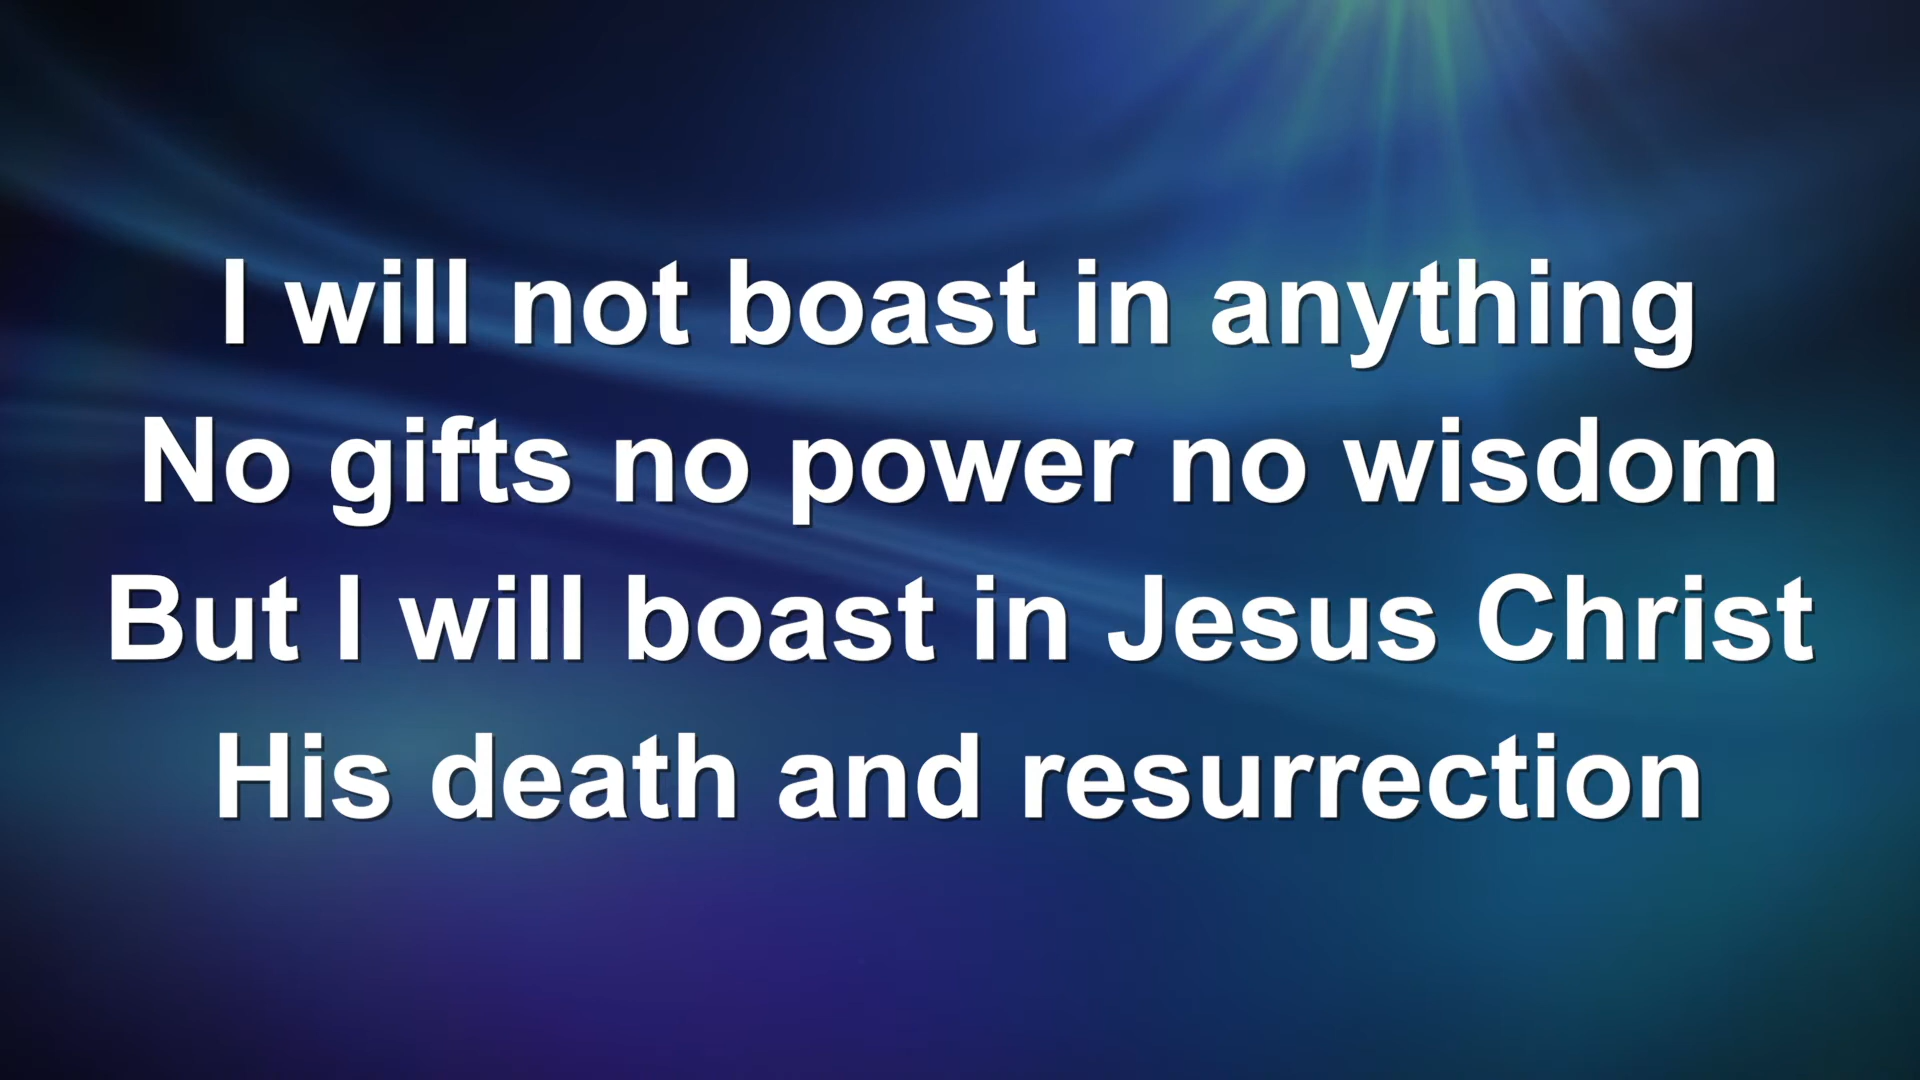 I will not boast in anything
No gifts no power no wisdom
But I will boast in Jesus Christ
His death and resurrection